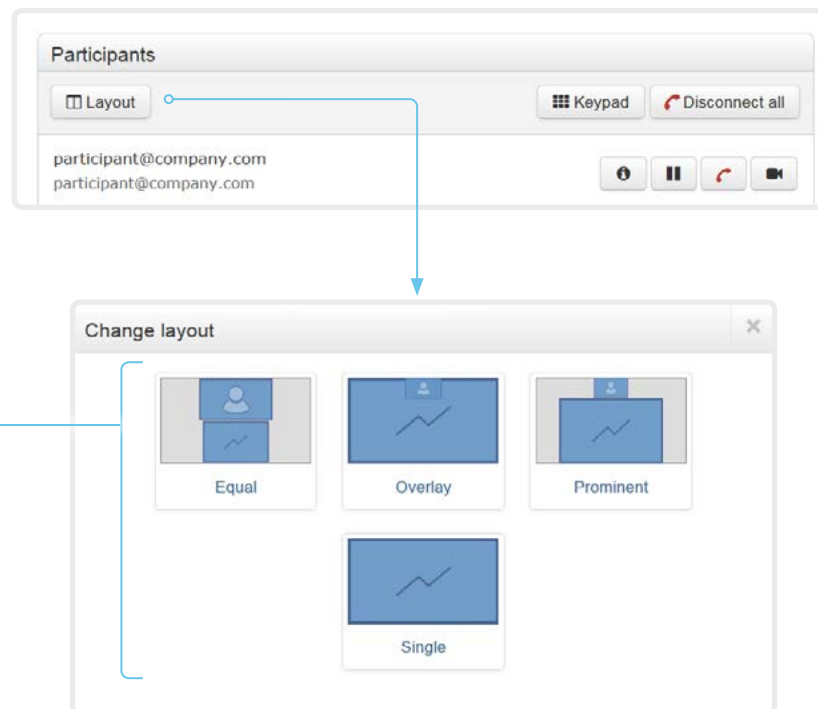 Participants
Layout Keypad Disconnect all
participant@company.com
participant@company.com
Change layout
Equal Overlay Prominent
Single